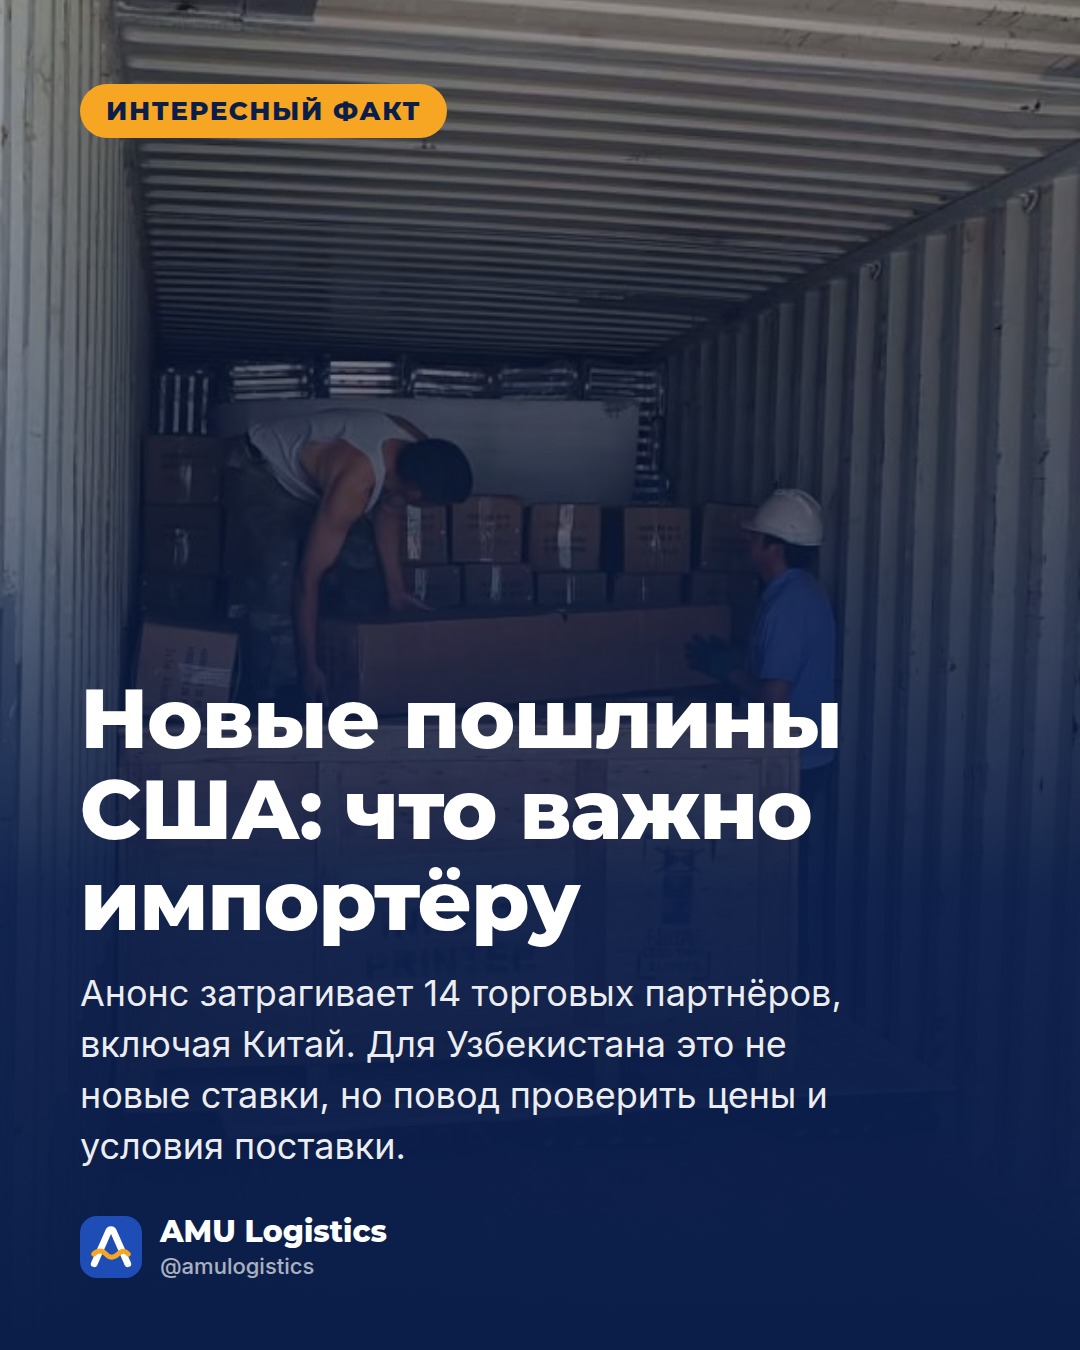 ИНТЕРЕСНЫЙ ФАКТ
Новые пошлины
США: что важно
импортёру
Анонс затрагивает 14 торговых партнёров,
включая Китай. Для Узбекистана это не
новые ставки, но повод проверить цены и
условия поставки.
AMU Logistics
@amulogistics